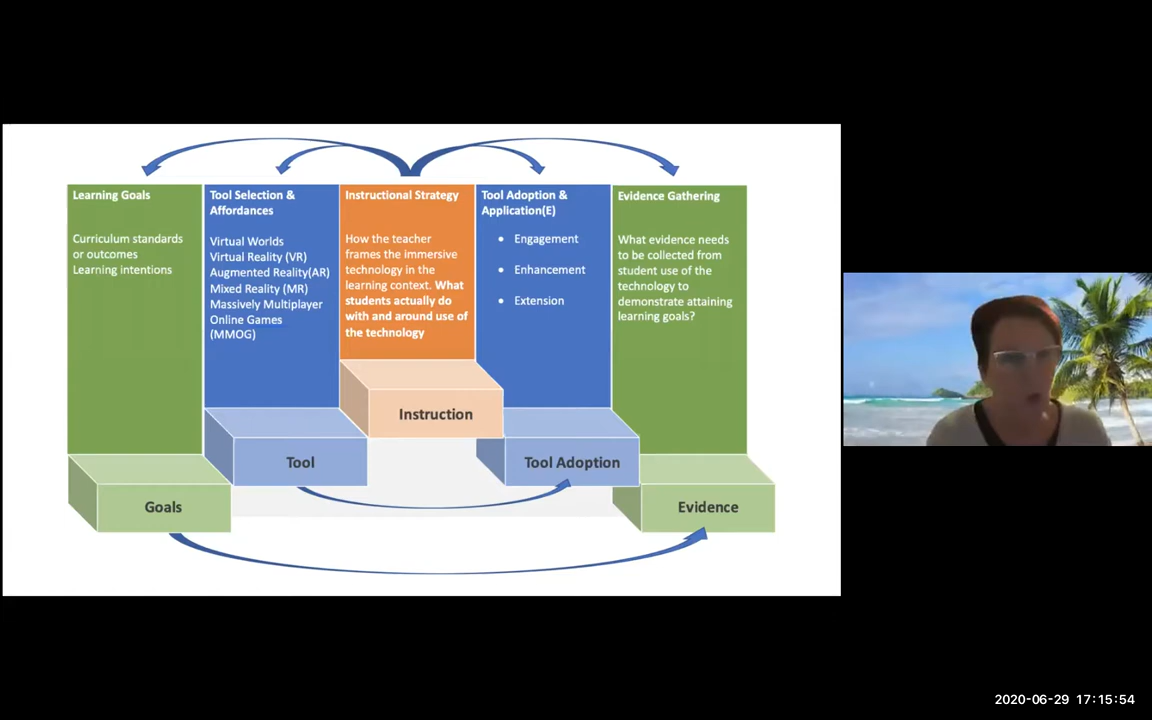 Learning Goals
Curriculum standards
or outcomes
Learning intentions
Tool Selection &
Affordances
Virtual Worlds
Virtual Reality (VR)
Augmented Reality(AR)
Mixed Reality (MR)
Massively Multiplayer
Online Games
(MMOG)
Instructional Strategy
How the teacher
frames the immersive
technology in the
learning context. What
students actually do
with and around use of
the technology
Tool Adoption &
Application(E)
• Engagement
• Enhancement
• Extension
Evidence Gathering
What evidence needs
to be collected from
student use of the
technology to
demonstrate attaining
learning goals?
Instruction
Tool
Tool Adoption
Goals
Evidence
2020-06-29 17:15:54